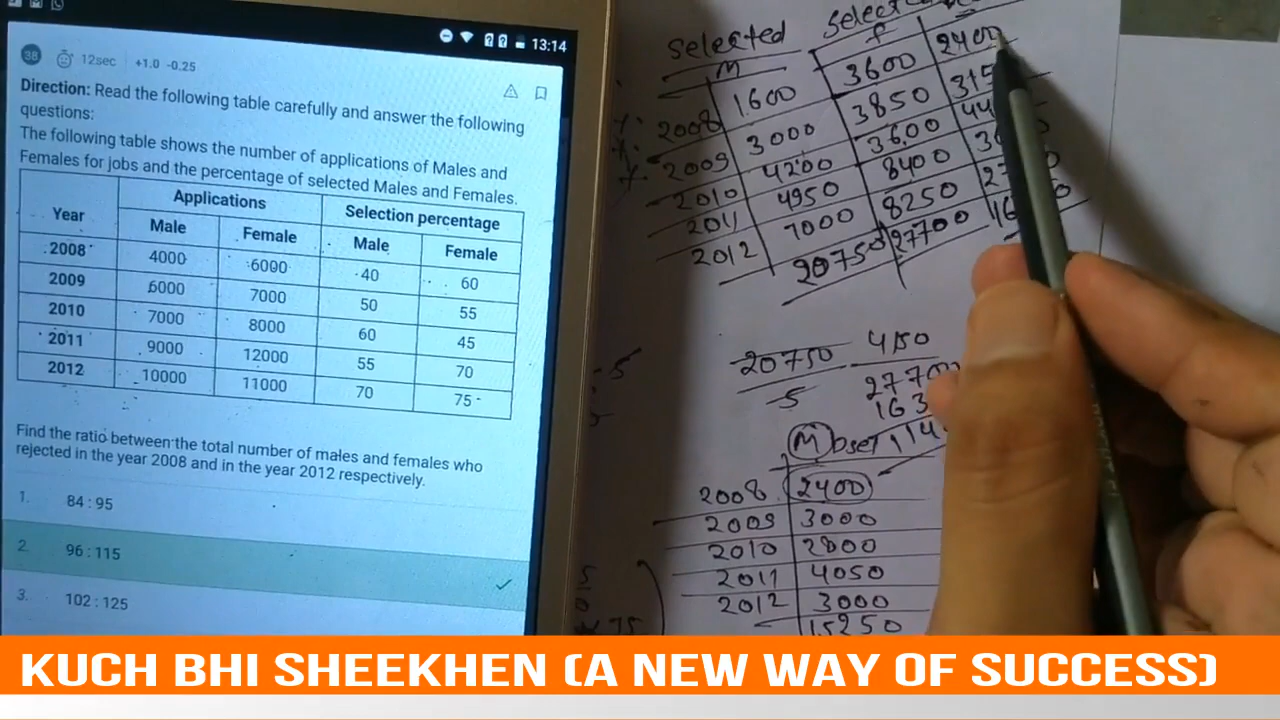 13:14
38 12sec +1.0 -0.25
Direction: Read the following table carefully and answer the following
questions:
The following table shows the number of applications of Males and
Females for jobs and the percentage of selected Males and Females.
Year Applications Selection percentage
Male Female Male Female
2008 4000 6000 40 60
2009 6000 7000 50 55
2010 7000 8000 60 45
2011 9000 12000 55 70
2012 10000 11000 70 75
Find the ratio between the total number of males and females who
rejected in the year 2008 and in the year 2012 respectively.
1. 84 : 95
2. 96 : 115
3. 102 : 125
Selected
M f
2008 1600 3600 2400
2009 3000 3850
2010 4200 3600
2011 4950 8400
2012 7000 8250
20750 27700
20750 4150
5
M
2008 2400
2009 3000
2010 2800
2011 4050
2012 3000
15250
KUCH BHI SHEEKHEN (A NEW WAY OF SUCCESS)